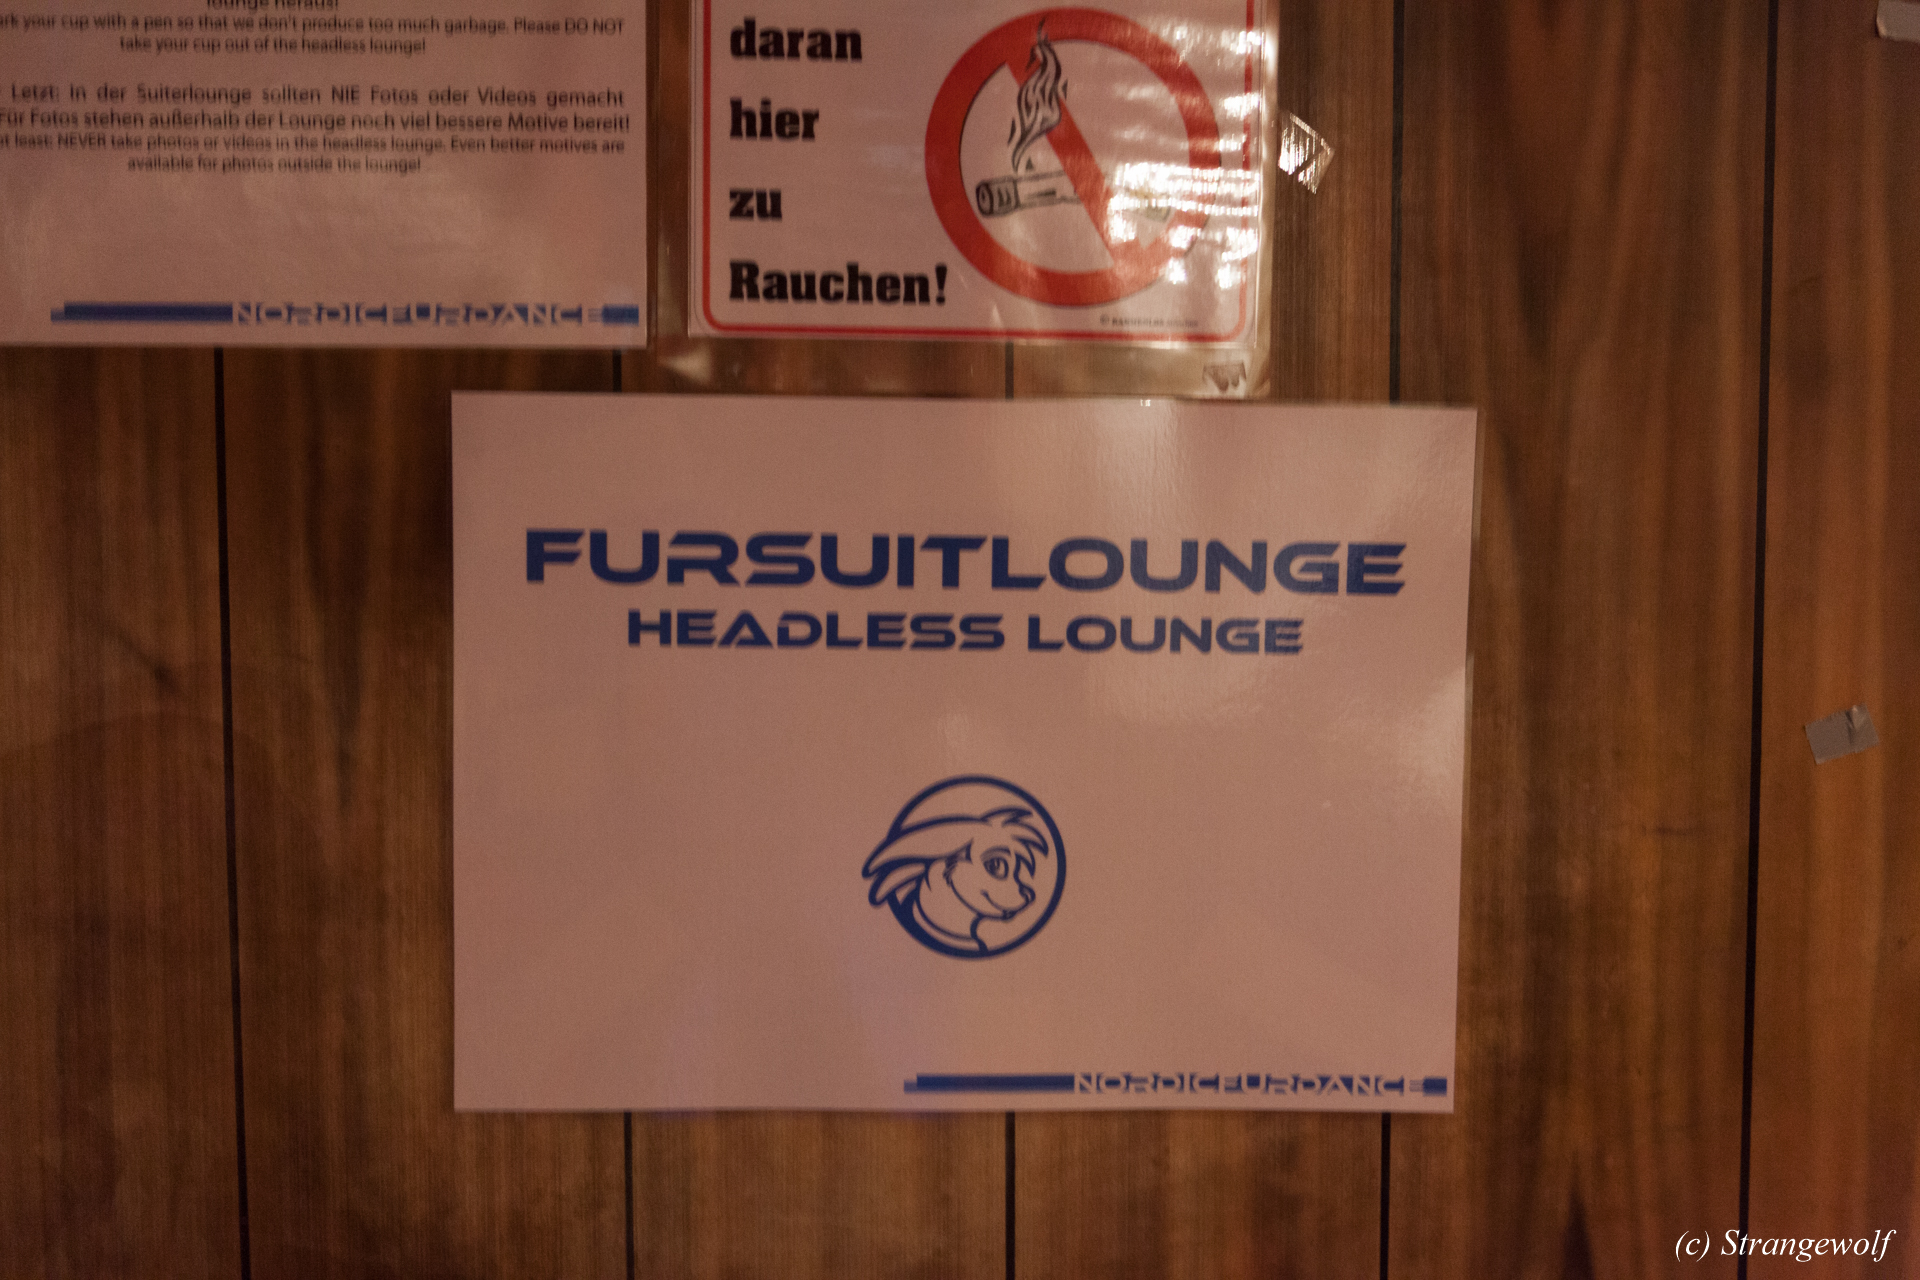 lounge heraus!
your cup with a pen so that we don't produce too much garbage. Please DO NOT
take your cup out of the headless lounge!
Letzt: In der Suiterlounge sollten NIE Fotos oder Videos gemacht
Für Fotos stehen außerhalb der Lounge noch viel bessere Motive bereit!
least: NEVER take photos or videos in the headless lounge. Even better motives are
available for photos outside the lounge!
NORDICFURDANCE
daran
hier
zu
Rauchen!
FURSUITLOUNGE
HEADLESS LOUNGE
NORDICFURDANCE
(c) Strangewolf